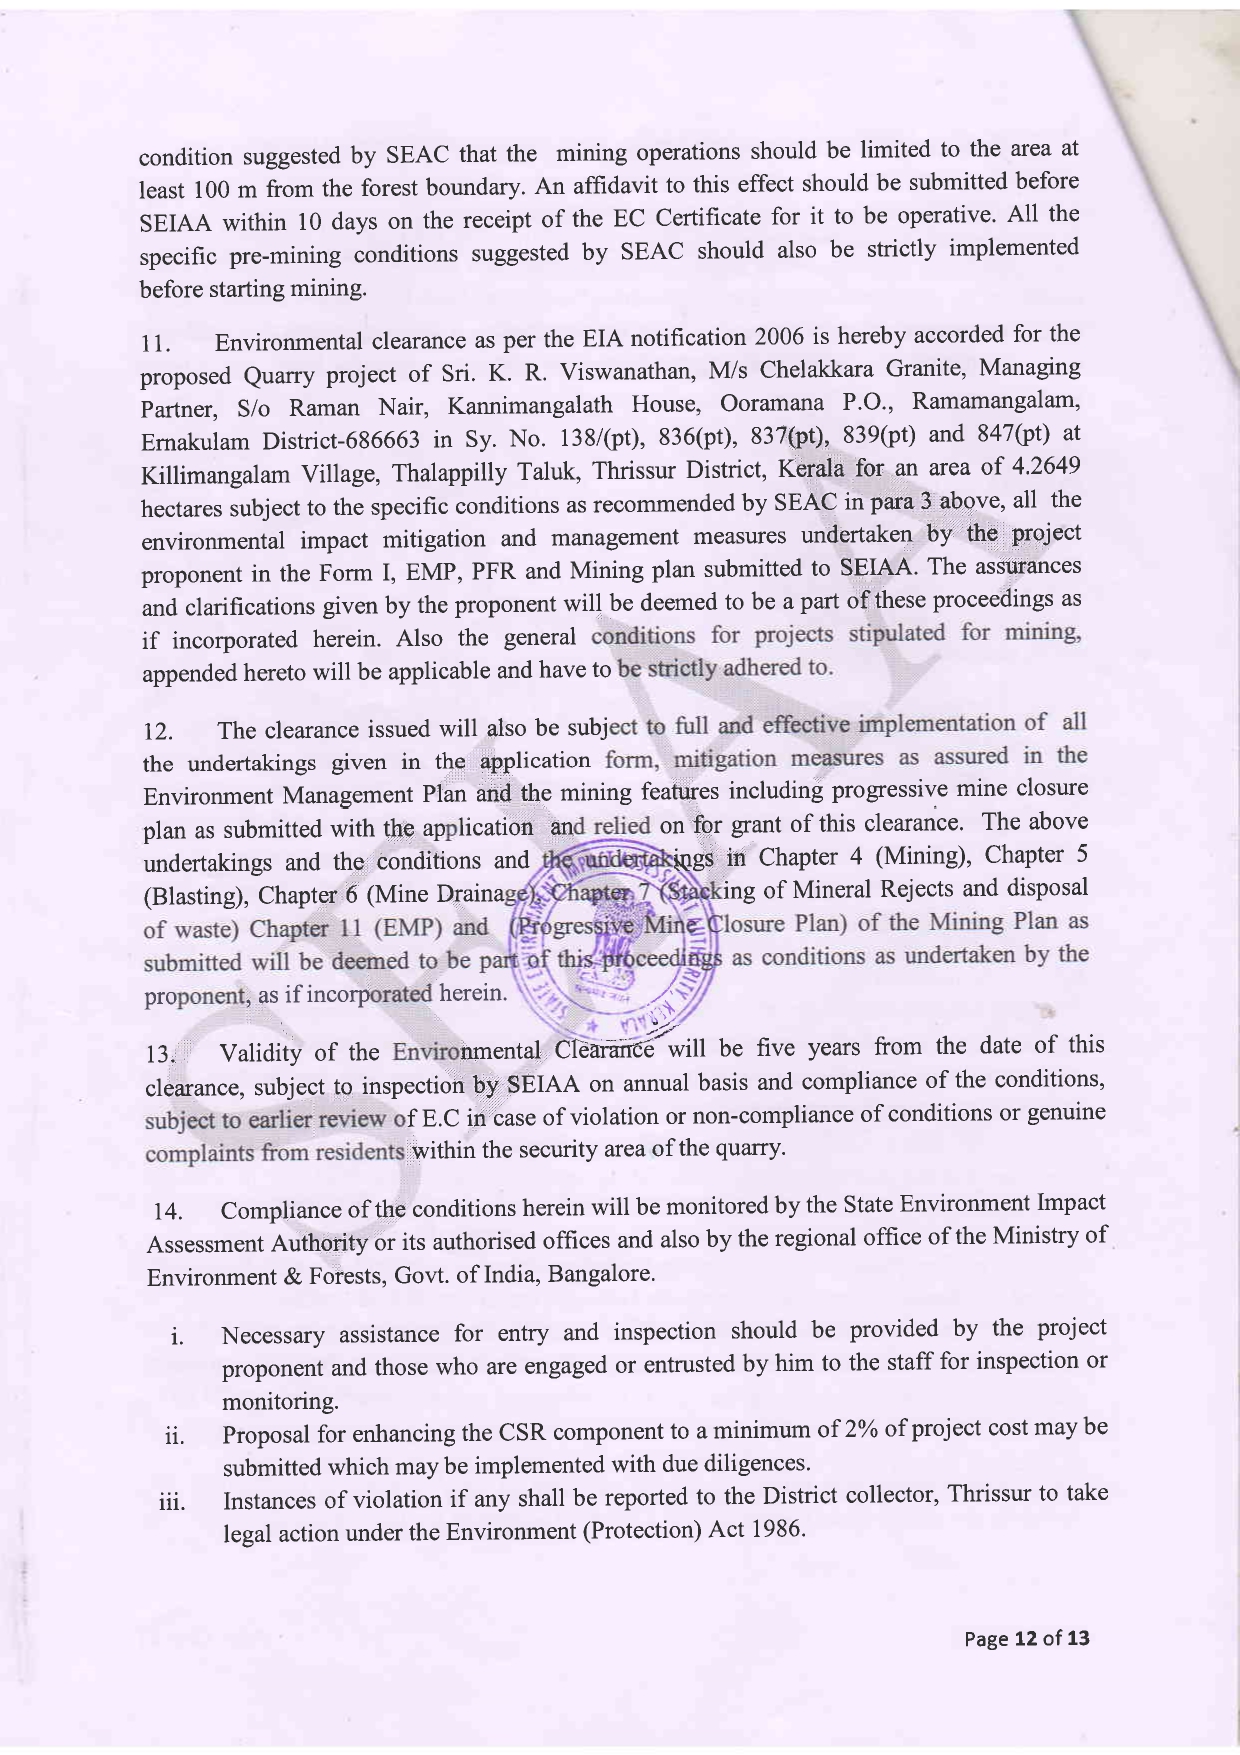 condition suggested by SEAC that the mining operations should be limited to the area at
least 100 m from the forest boundary. An affidavit to this effect should be submitted before
SEIAA within 10 days on the receipt of the EC Certificate for it to be operative. All the
specific pre-mining conditions suggested by SEAC should also be strictly implemented
before starting mining.
11. Environmental clearance as per the EIA notification 2006 is hereby accorded for the
proposed Quarry project of Sri. K. R. Viswanathan, M/s Chelakkara Granite, Managing
Partner, S/o Raman Nair, Kannimangalath House, Ooramana P.O., Ramamangalam,
Ernakulam District-686663 in Sy. No. 138/(pt), 836(pt), 837(pt), 839(pt) and 847(pt) at
Killimangalam Village, Thalappilly Taluk, Thrissur District, Kerala for an area of 4.2649
hectares subject to the specific conditions as recommended by SEAC in para 3 above, all the
environmental impact mitigation and management measures undertaken by the project
proponent in the Form I, EMP, PFR and Mining plan submitted to SEIAA. The assurances
and clarifications given by the proponent will be deemed to be a part of these proceedings as
if incorporated herein. Also the general conditions for projects stipulated for mining,
appended hereto will be applicable and have to be strictly adhered to.
12. The clearance issued will also be subject to full and effective implementation of all
the undertakings given in the application form, mitigation measures as assured in the
Environment Management Plan and the mining features including progressive mine closure
plan as submitted with the application and relied on for grant of this clearance. The above
undertakings and the conditions and the undertakings in Chapter 4 (Mining), Chapter 5
(Blasting), Chapter 6 (Mine Drainage), Chapter 7 (Stacking of Mineral Rejects and disposal
of waste) Chapter 11 (EMP) and (Progressive Mine Closure Plan) of the Mining Plan as
submitted will be deemed to be part of this proceedings as conditions as undertaken by the
proponent, as if incorporated herein.
STATE ENVIRONMENT IMPACT ASSESSMENT AUTHORITY KERALA
13. Validity of the Environmental Clearance will be five years from the date of this
clearance, subject to inspection by SEIAA on annual basis and compliance of the conditions,
subject to earlier review of E.C in case of violation or non-compliance of conditions or genuine
complaints from residents within the security area of the quarry.
14. Compliance of the conditions herein will be monitored by the State Environment Impact
Assessment Authority or its authorised offices and also by the regional office of the Ministry of
Environment & Forests, Govt. of India, Bangalore.
i. Necessary assistance for entry and inspection should be provided by the project
proponent and those who are engaged or entrusted by him to the staff for inspection or
monitoring.
ii. Proposal for enhancing the CSR component to a minimum of 2% of project cost may be
submitted which may be implemented with due diligences.
iii. Instances of violation if any shall be reported to the District collector, Thrissur to take
legal action under the Environment (Protection) Act 1986.
SEIAA
Page 12 of 13